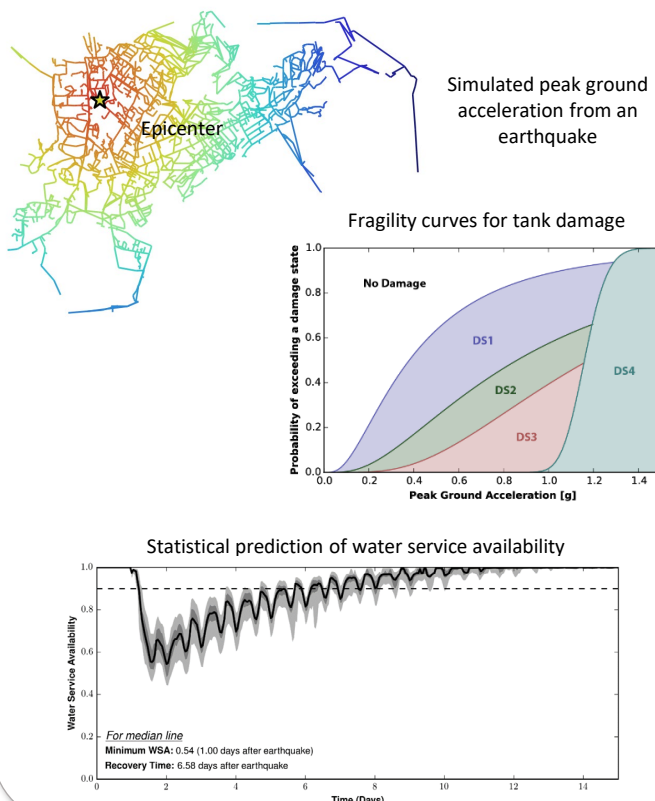 Simulated peak ground
acceleration from an
earthquake
Epicenter
Fragility curves for tank damage
Probability of exceeding a damage state
1.0
0.8
0.6
0.4
0.2
0.0
No Damage
DS1
DS2
DS3
DS4
0.0 0.2 0.4 0.6 0.8 1.0 1.2 1.4
Peak Ground Acceleration [g]
Statistical prediction of water service availability
Water Service Availability
1.0
0.8
0.6
0.4
0.2
0.0
For median line
Minimum WSA: 0.54 (1.00 days after earthquake)
Recovery Time: 6.58 days after earthquake
0 2 4 6 8 10 12 14
Time (Days)